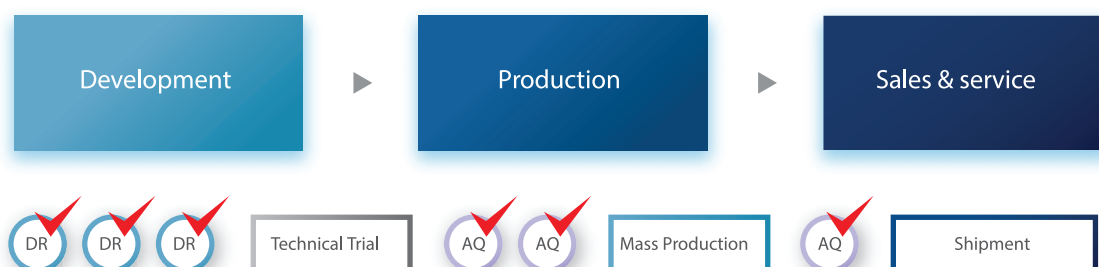 Development
Production
Sales & service
DR
DR
DR
Technical Trial
AQ
AQ
Mass Production
AQ
Shipment